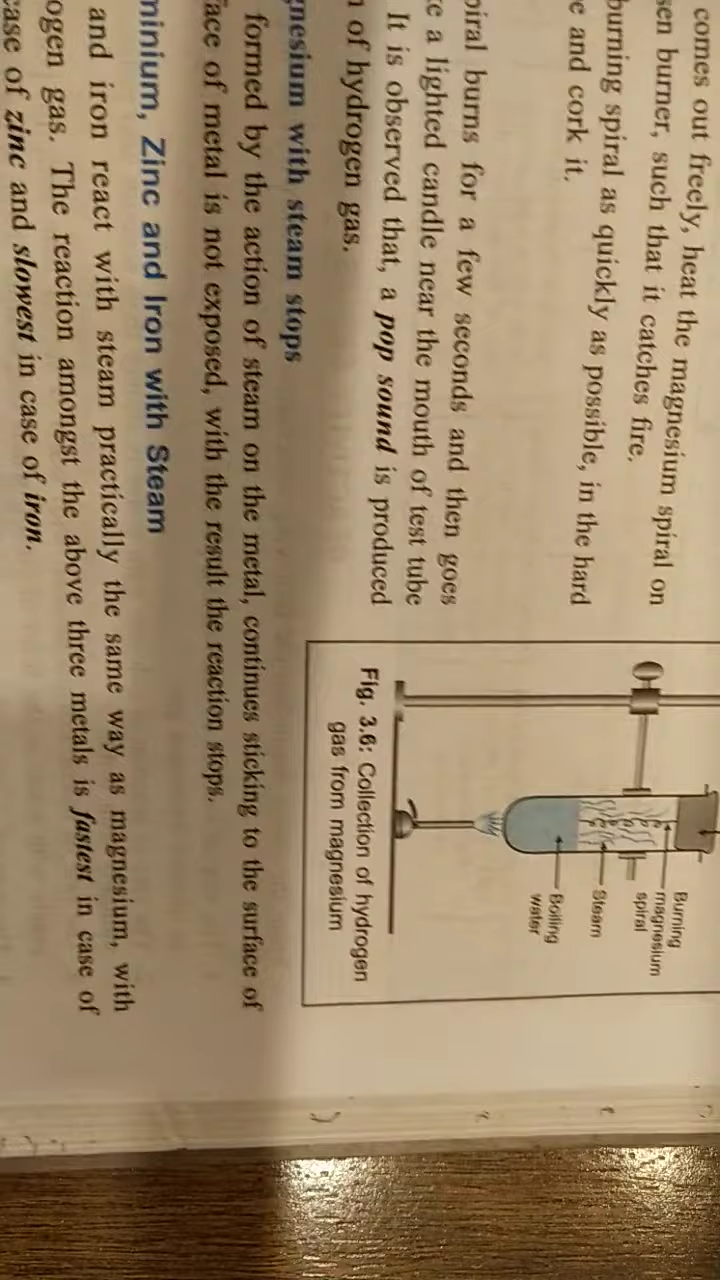 comes out freely, heat the magnesium spiral on
burner, such that it catches fire.
burning spiral as quickly as possible, in the hard
and cork it.
burns for a few seconds and then goes
a lighted candle near the mouth of test tube
It is observed that, a pop sound is produced
of hydrogen gas.
with steam stops
formed by the action of steam on the metal, continues sticking to the surface of
of metal is not exposed, with the result the reaction stops.
Zinc and Iron with Steam
and iron react with steam practically the same way as magnesium, with
gas. The reaction amongst the above three metals is fastest in case of
case of zinc and slowest in case of iron.
Burning
magnesium
spiral
Steam
Boiling
water
Fig. 3.6: Collection of hydrogen
gas from magnesium